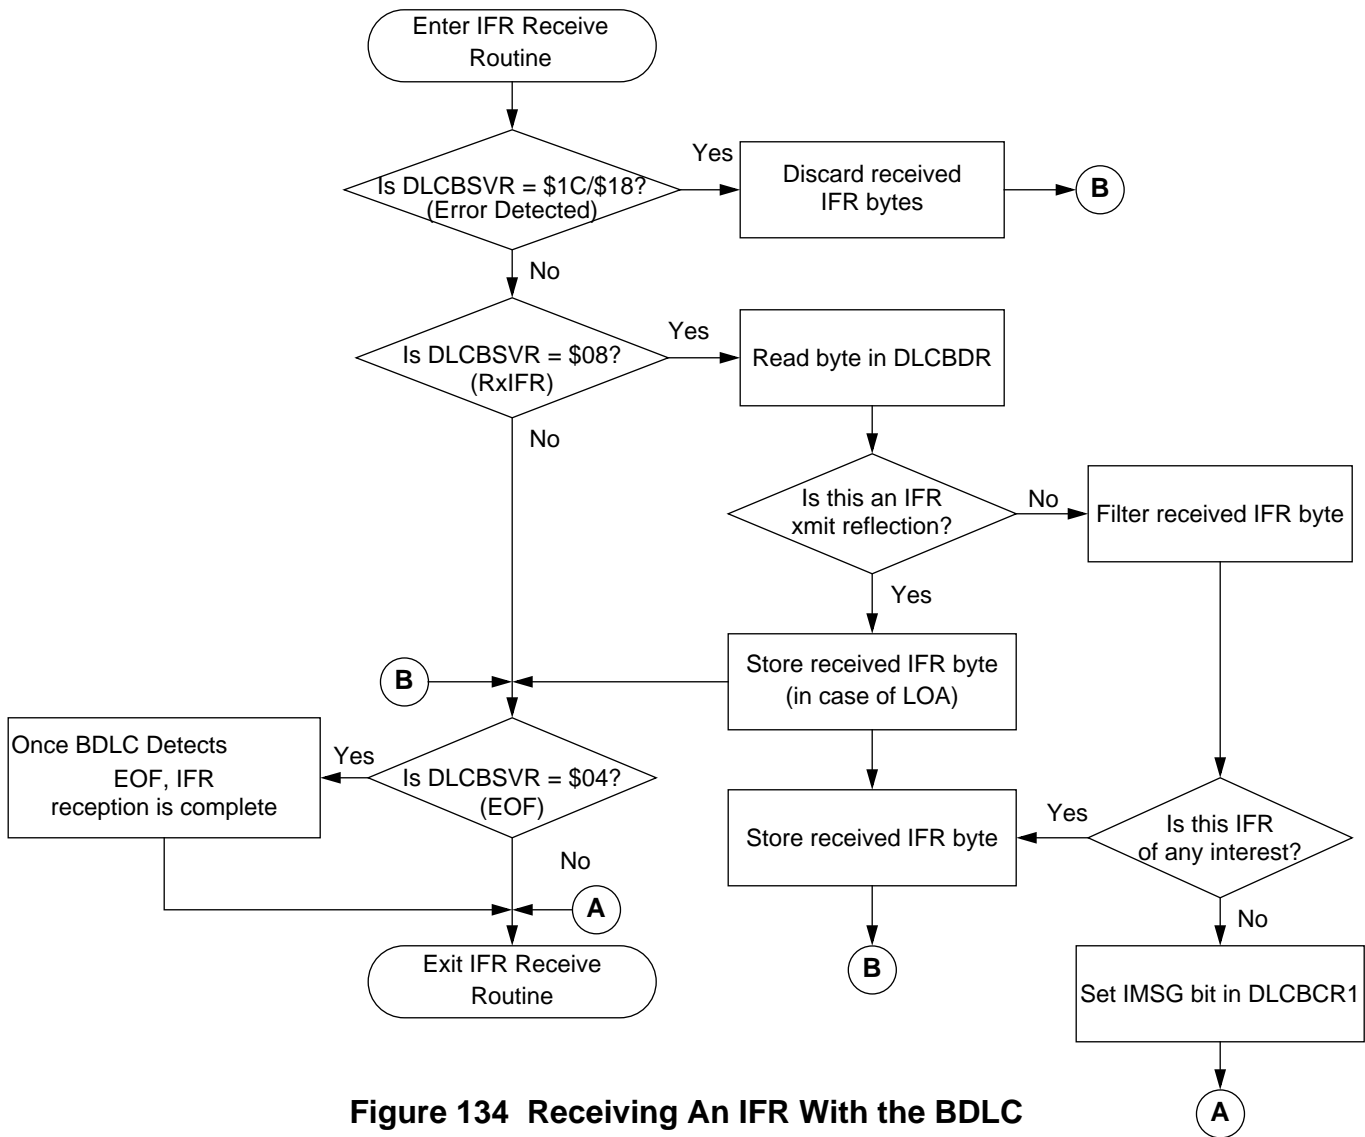 Enter IFR Receive
Routine
Is DLCBSVR = $1C/$18?
(Error Detected)
Yes
Discard received
IFR bytes
B
No
Is DLCBSVR = $08?
(RxIFR)
Yes
Read byte in DLCBDR
No
Is this an IFR
xmit reflection?
No
Filter received IFR byte
Yes
Store received IFR byte
(in case of LOA)
B
Once BDLC Detects
EOF, IFR
reception is complete
Yes
Is DLCBSVR = $04?
(EOF)
Store received IFR byte
Yes
Is this IFR
of any interest?
No
A
No
Exit IFR Receive
Routine
B
Set IMSG bit in DLCBCR1
A
Figure 134 Receiving An IFR With the BDLC